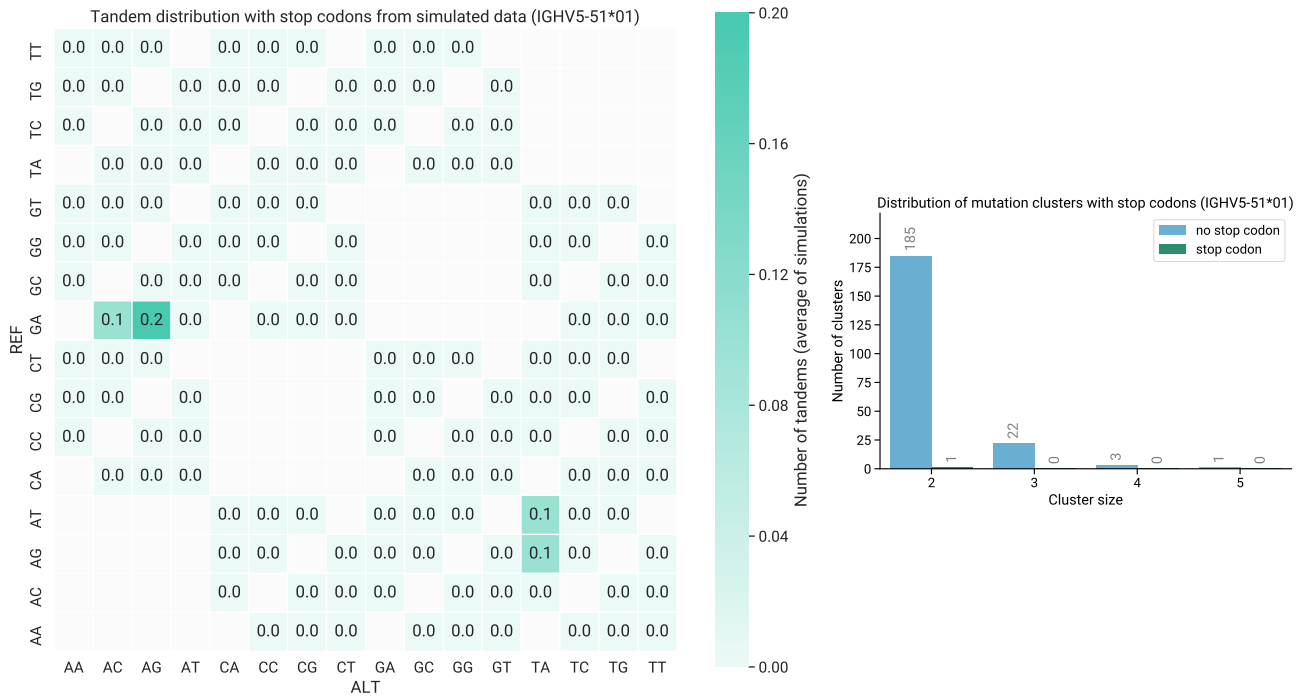 Tandem distribution with stop codons from simulated data (IGHV5-51*01)
TT 0.0 0.0 0.0 0.0 0.0 0.0 0.0 0.0 0.0
TG 0.0 0.0 0.0 0.0 0.0 0.0 0.0 0.0 0.0
TC 0.0 0.0 0.0 0.0 0.0 0.0 0.0 0.0 0.0
TA 0.0 0.0 0.0 0.0 0.0 0.0 0.0 0.0 0.0
GT 0.0 0.0 0.0 0.0 0.0 0.0 0.0 0.0 0.0
GG 0.0 0.0 0.0 0.0 0.0 0.0 0.0 0.0 0.0
GC 0.0 0.0 0.0 0.0 0.0 0.0 0.0 0.0 0.0
GA 0.1 0.2 0.0 0.0 0.0 0.0 0.0 0.0 0.0
CT 0.0 0.0 0.0 0.0 0.0 0.0 0.0 0.0 0.0
CG 0.0 0.0 0.0 0.0 0.0 0.0 0.0 0.0 0.0
CC 0.0 0.0 0.0 0.0 0.0 0.0 0.0 0.0 0.0
CA 0.0 0.0 0.0 0.0 0.0 0.0 0.0 0.0 0.0
AT 0.0 0.0 0.0 0.0 0.0 0.0 0.1 0.0 0.0
AG 0.0 0.0 0.0 0.0 0.0 0.0 0.1 0.0 0.0
AC 0.0 0.0 0.0 0.0 0.0 0.0 0.0 0.0 0.0
AA 0.0 0.0 0.0 0.0 0.0 0.0 0.0 0.0 0.0
REF
AA AC AG AT CA CC CG CT GA GC GG GT TA TC TG TT
ALT
0.20
0.16
0.12
0.08
0.04
0.00
Number of tandems (average of simulations)
Distribution of mutation clusters with stop codons (IGHV5-51*01)
no stop codon
stop codon
200
175
150
125
100
75
50
25
0
Number of clusters
185 1 22 0 3 0 1 0
2 3 4 5
Cluster size